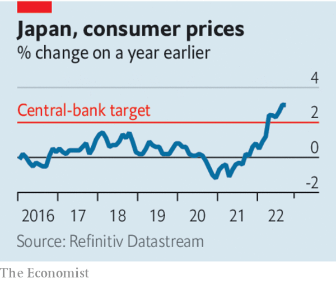 Japan, consumer prices
% change on a year earlier
4
Central-bank target
2
0
-2
2016 17 18 19 20 21 22
Source: Refinitiv Datastream
The Economist